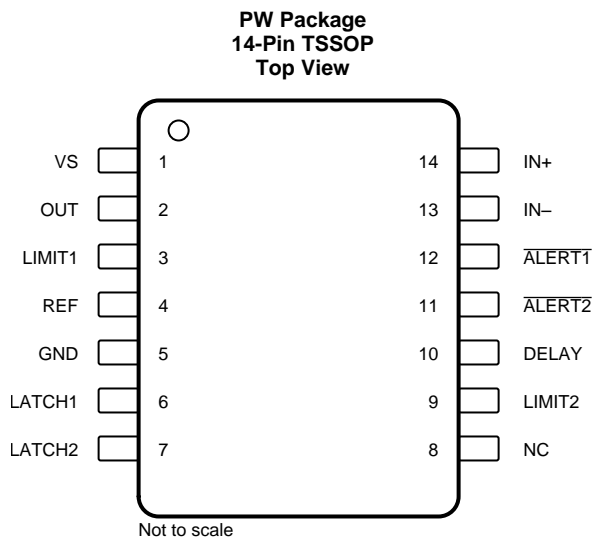 PW Package
14-Pin TSSOP
Top View
VS 1 14 IN+
OUT 2 13 IN–
LIMIT1 3 12 ALERT1
REF 4 11 ALERT2
GND 5 10 DELAY
LATCH1 6 9 LIMIT2
LATCH2 7 8 NC
Not to scale